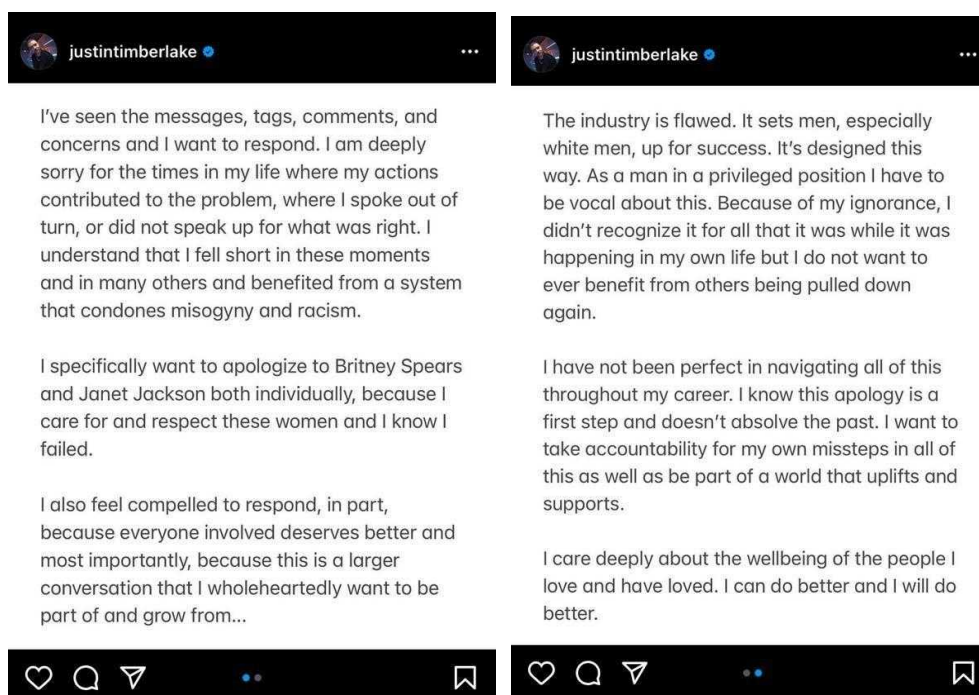 justintimberlake
I've seen the messages, tags, comments, and
concerns and I want to respond. I am deeply
sorry for the times in my life where my actions
contributed to the problem, where I spoke out of
turn, or did not speak up for what was right. I
understand that I fell short in these moments
and in many others and benefited from a system
that condones misogyny and racism.
I specifically want to apologize to Britney Spears
and Janet Jackson both individually, because I
care for and respect these women and I know I
failed.
I also feel compelled to respond, in part,
because everyone involved deserves better and
most importantly, because this is a larger
conversation that I wholeheartedly want to be
part of and grow from...
justintimberlake
The industry is flawed. It sets men, especially
white men, up for success. It's designed this
way. As a man in a privileged position I have to
be vocal about this. Because of my ignorance, I
didn't recognize it for all that it was while it was
happening in my own life but I do not want to
ever benefit from others being pulled down
again.
I have not been perfect in navigating all of this
throughout my career. I know this apology is a
first step and doesn't absolve the past. I want to
take accountability for my own missteps in all of
this as well as be part of a world that uplifts and
supports.
I care deeply about the wellbeing of the people I
love and have loved. I can do better and I will do
better.